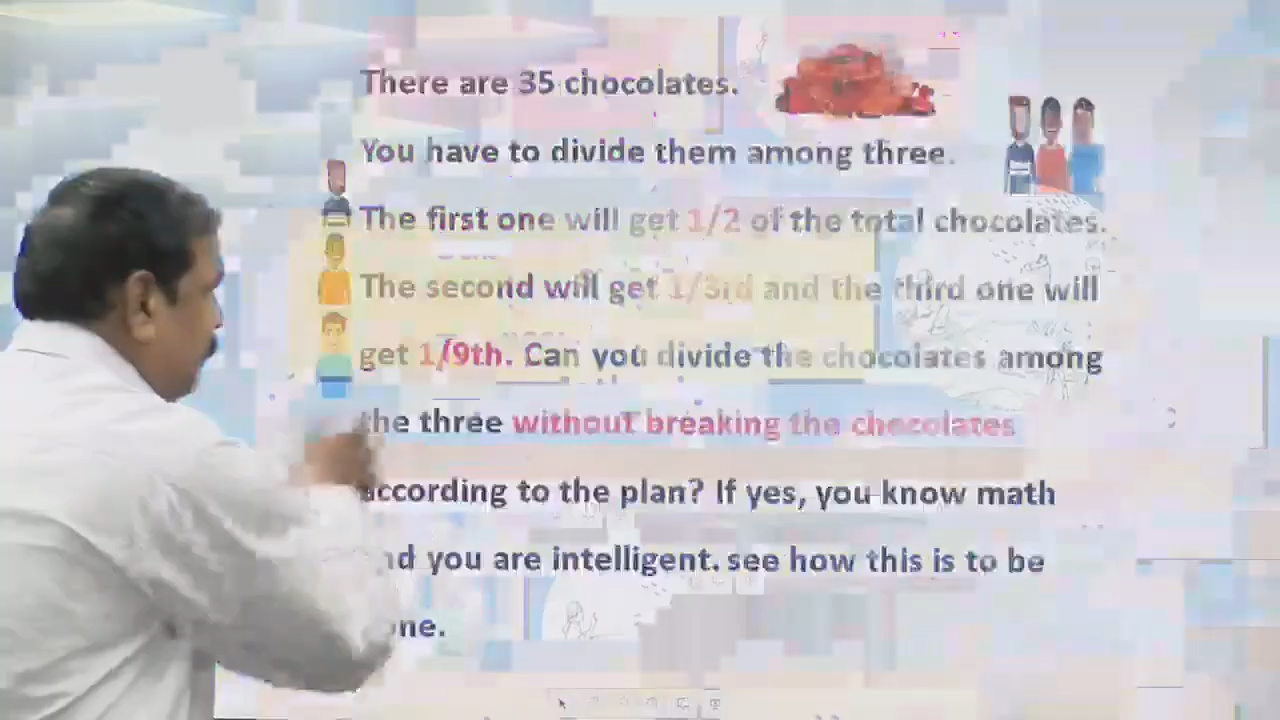 There are 35 chocolates.
You have to divide them among three.
The first one will get 1/2 of the total chocolates.
The second will get 1/3rd and the third one will
get 1/9th. Can you divide the chocolates among
the three without breaking the chocolates
according to the plan? If yes, you know math
nd you are intelligent. see how this is to be
one.